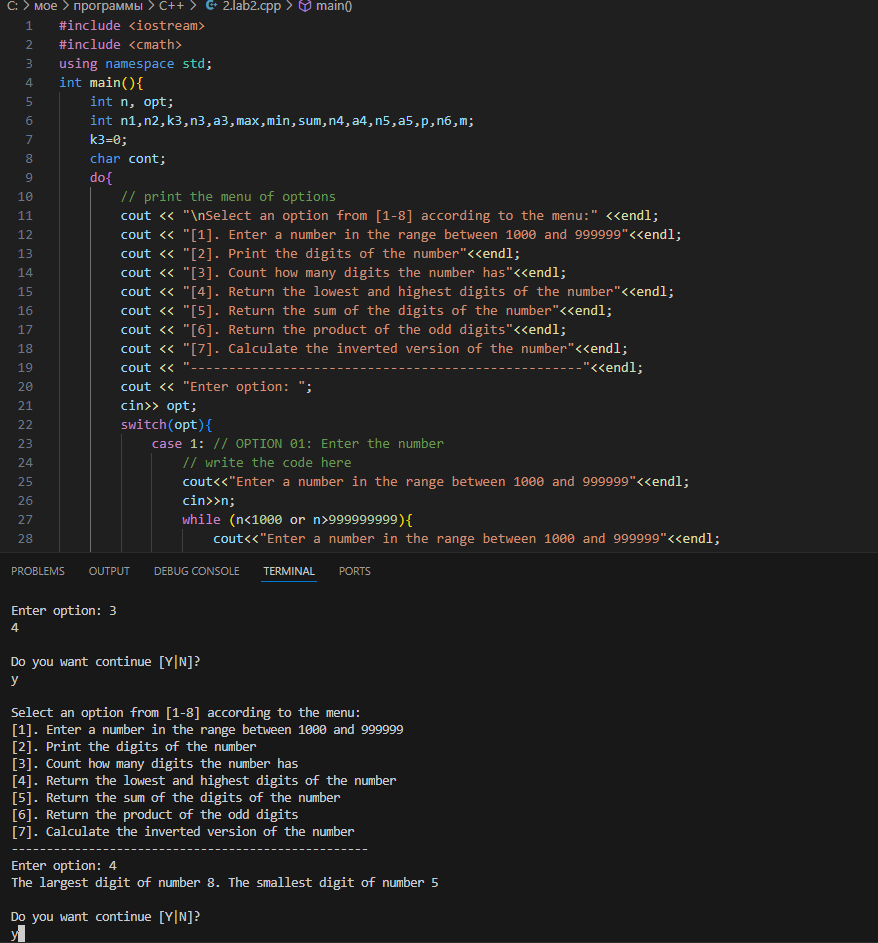 C: > мое > программы > C++ > 2.lab2.cpp > main()
1 #include <iostream>
2 #include <cmath>
3 using namespace std;
4 int main(){
5 int n, opt;
6 int n1,n2,k3,n3,a3,max,min,sum,n4,a4,n5,a5,p,n6,m;
7 k3=0;
8 char cont;
9 do{
10 // print the menu of options
11 cout << "\nSelect an option from [1-8] according to the menu:" <<endl;
12 cout << "[1]. Enter a number in the range between 1000 and 999999"<<endl;
13 cout << "[2]. Print the digits of the number"<<endl;
14 cout << "[3]. Count how many digits the number has"<<endl;
15 cout << "[4]. Return the lowest and highest digits of the number"<<endl;
16 cout << "[5]. Return the sum of the digits of the number"<<endl;
17 cout << "[6]. Return the product of the odd digits"<<endl;
18 cout << "[7]. Calculate the inverted version of the number"<<endl;
19 cout << "---------------------------------------------------"<<endl;
20 cout << "Enter option: ";
21 cin>> opt;
22 switch(opt){
23 case 1: // OPTION 01: Enter the number
24 // write the code here
25 cout<<"Enter a number in the range between 1000 and 999999"<<endl;
26 cin>>n;
27 while (n<1000 or n>999999999){
28 cout<<"Enter a number in the range between 1000 and 999999"<<endl;
PROBLEMS OUTPUT DEBUG CONSOLE TERMINAL PORTS
Enter option: 3
4
Do you want continue [Y|N]?
y
Select an option from [1-8] according to the menu:
[1]. Enter a number in the range between 1000 and 999999
[2]. Print the digits of the number
[3]. Count how many digits the number has
[4]. Return the lowest and highest digits of the number
[5]. Return the sum of the digits of the number
[6]. Return the product of the odd digits
[7]. Calculate the inverted version of the number
---------------------------------------------------
Enter option: 4
The largest digit of number 8. The smallest digit of number 5
Do you want continue [Y|N]?
y